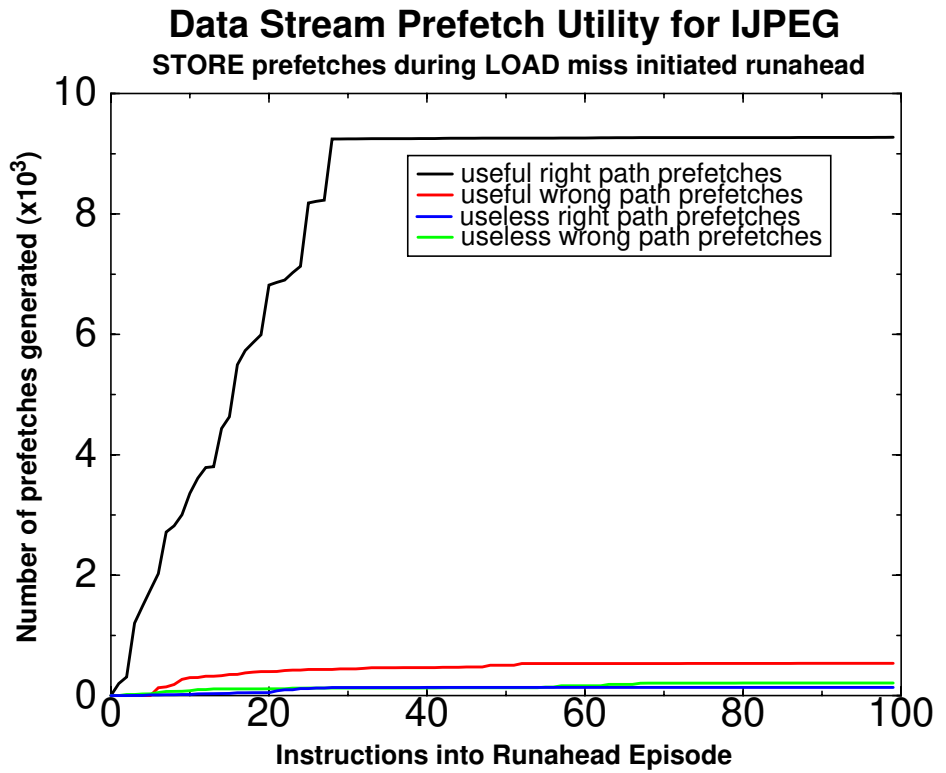 Data Stream Prefetch Utility for IJPEG
STORE prefetches during LOAD miss initiated runahead
10
8
6
4
2
0
Number of prefetches generated (x10³)
useful right path prefetches
useful wrong path prefetches
useless right path prefetches
useless wrong path prefetches
0 20 40 60 80 100
Instructions into Runahead Episode